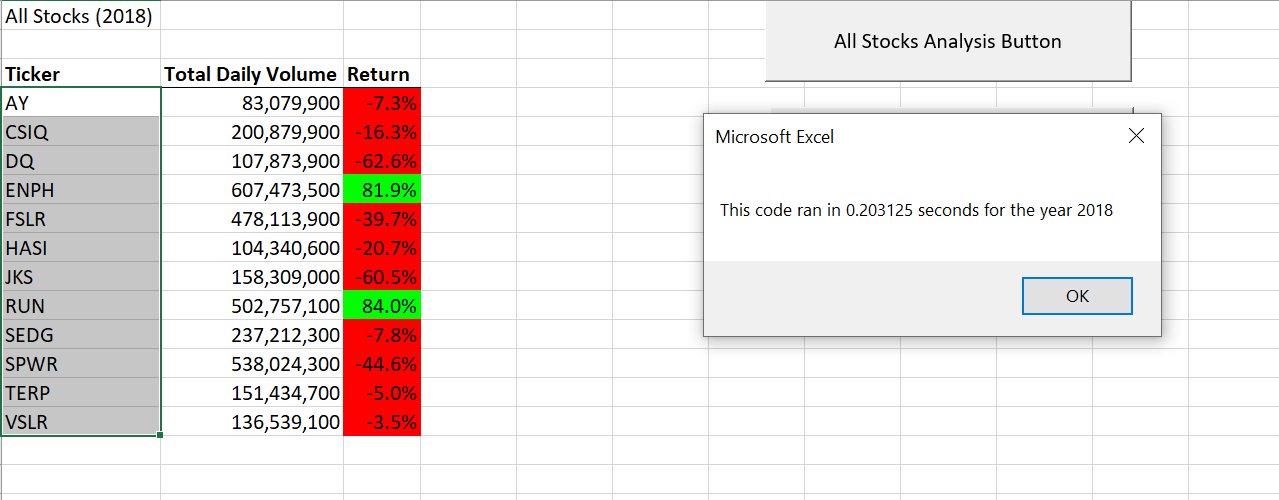 All Stocks (2018)
All Stocks Analysis Button
Ticker Total Daily Volume Return
AY 83,079,900 -7.3%
CSIQ 200,879,900 -16.3%
DQ 107,873,900 -62.6%
ENPH 607,473,500 81.9%
FSLR 478,113,900 -39.7%
HASI 104,340,600 -20.7%
JKS 158,309,000 -60.5%
RUN 502,757,100 84.0%
SEDG 237,212,300 -7.8%
SPWR 538,024,300 -44.6%
TERP 151,434,700 -5.0%
VSLR 136,539,100 -3.5%
Microsoft Excel
This code ran in 0.203125 seconds for the year 2018
OK